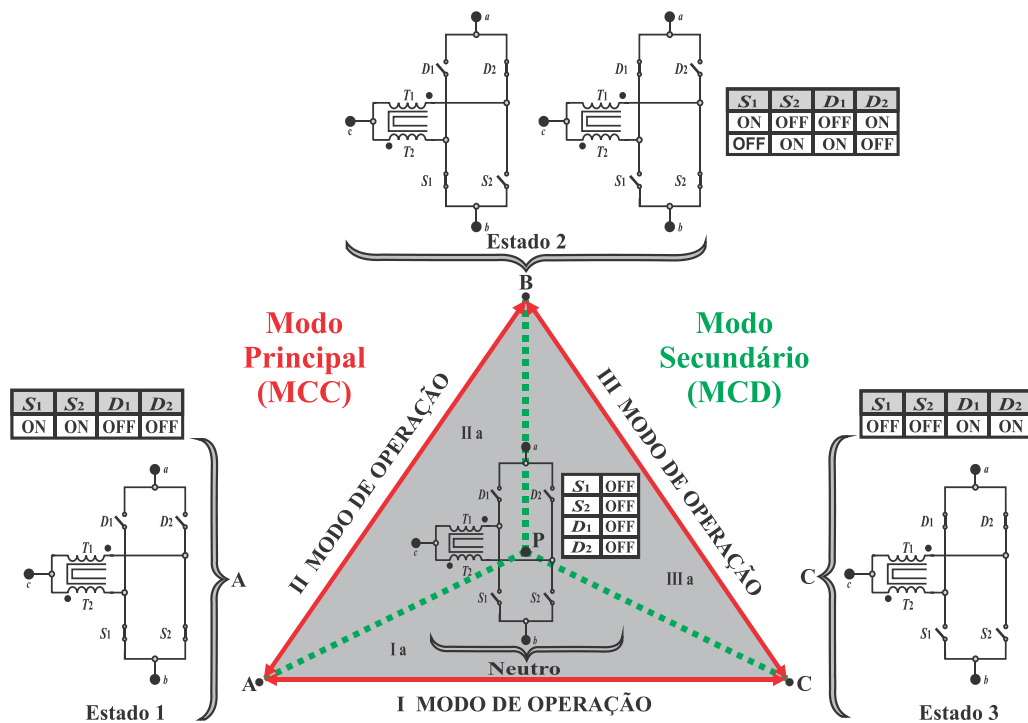 a
D1
D2
T1
c
T2
S1
S2
b
a
D1
D2
T1
c
T2
S1
S2
b
S1 S2 D1 D2
ON OFF OFF ON
OFF ON ON OFF
Estado 2
B
Modo
Principal
(MCC)
Modo
Secundário
(MCD)
S1 S2 D1 D2
ON ON OFF OFF
a
D1
D2
T1
c
T2
S1
S2
b
A
Estado 1
II MODO DE OPERAÇÃO
III MODO DE OPERAÇÃO
II a
a
D1
D2
T1
c
T2
S1
S2
b
P
S1 OFF
S2 OFF
D1 OFF
D2 OFF
III a
I a
Neutro
A
C
I MODO DE OPERAÇÃO
S1 S2 D1 D2
OFF OFF ON ON
C
a
D1
D2
T1
c
T2
S1
S2
b
Estado 3